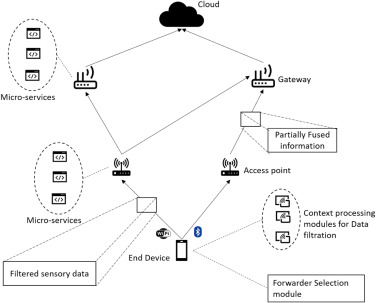 Cloud
Gateway
Micro-services
Partially Fused
information
Access point
Micro-services
Context processing
modules for Data
filtration
WiFi
End Device
Filtered sensory data
Forwarder Selection
module